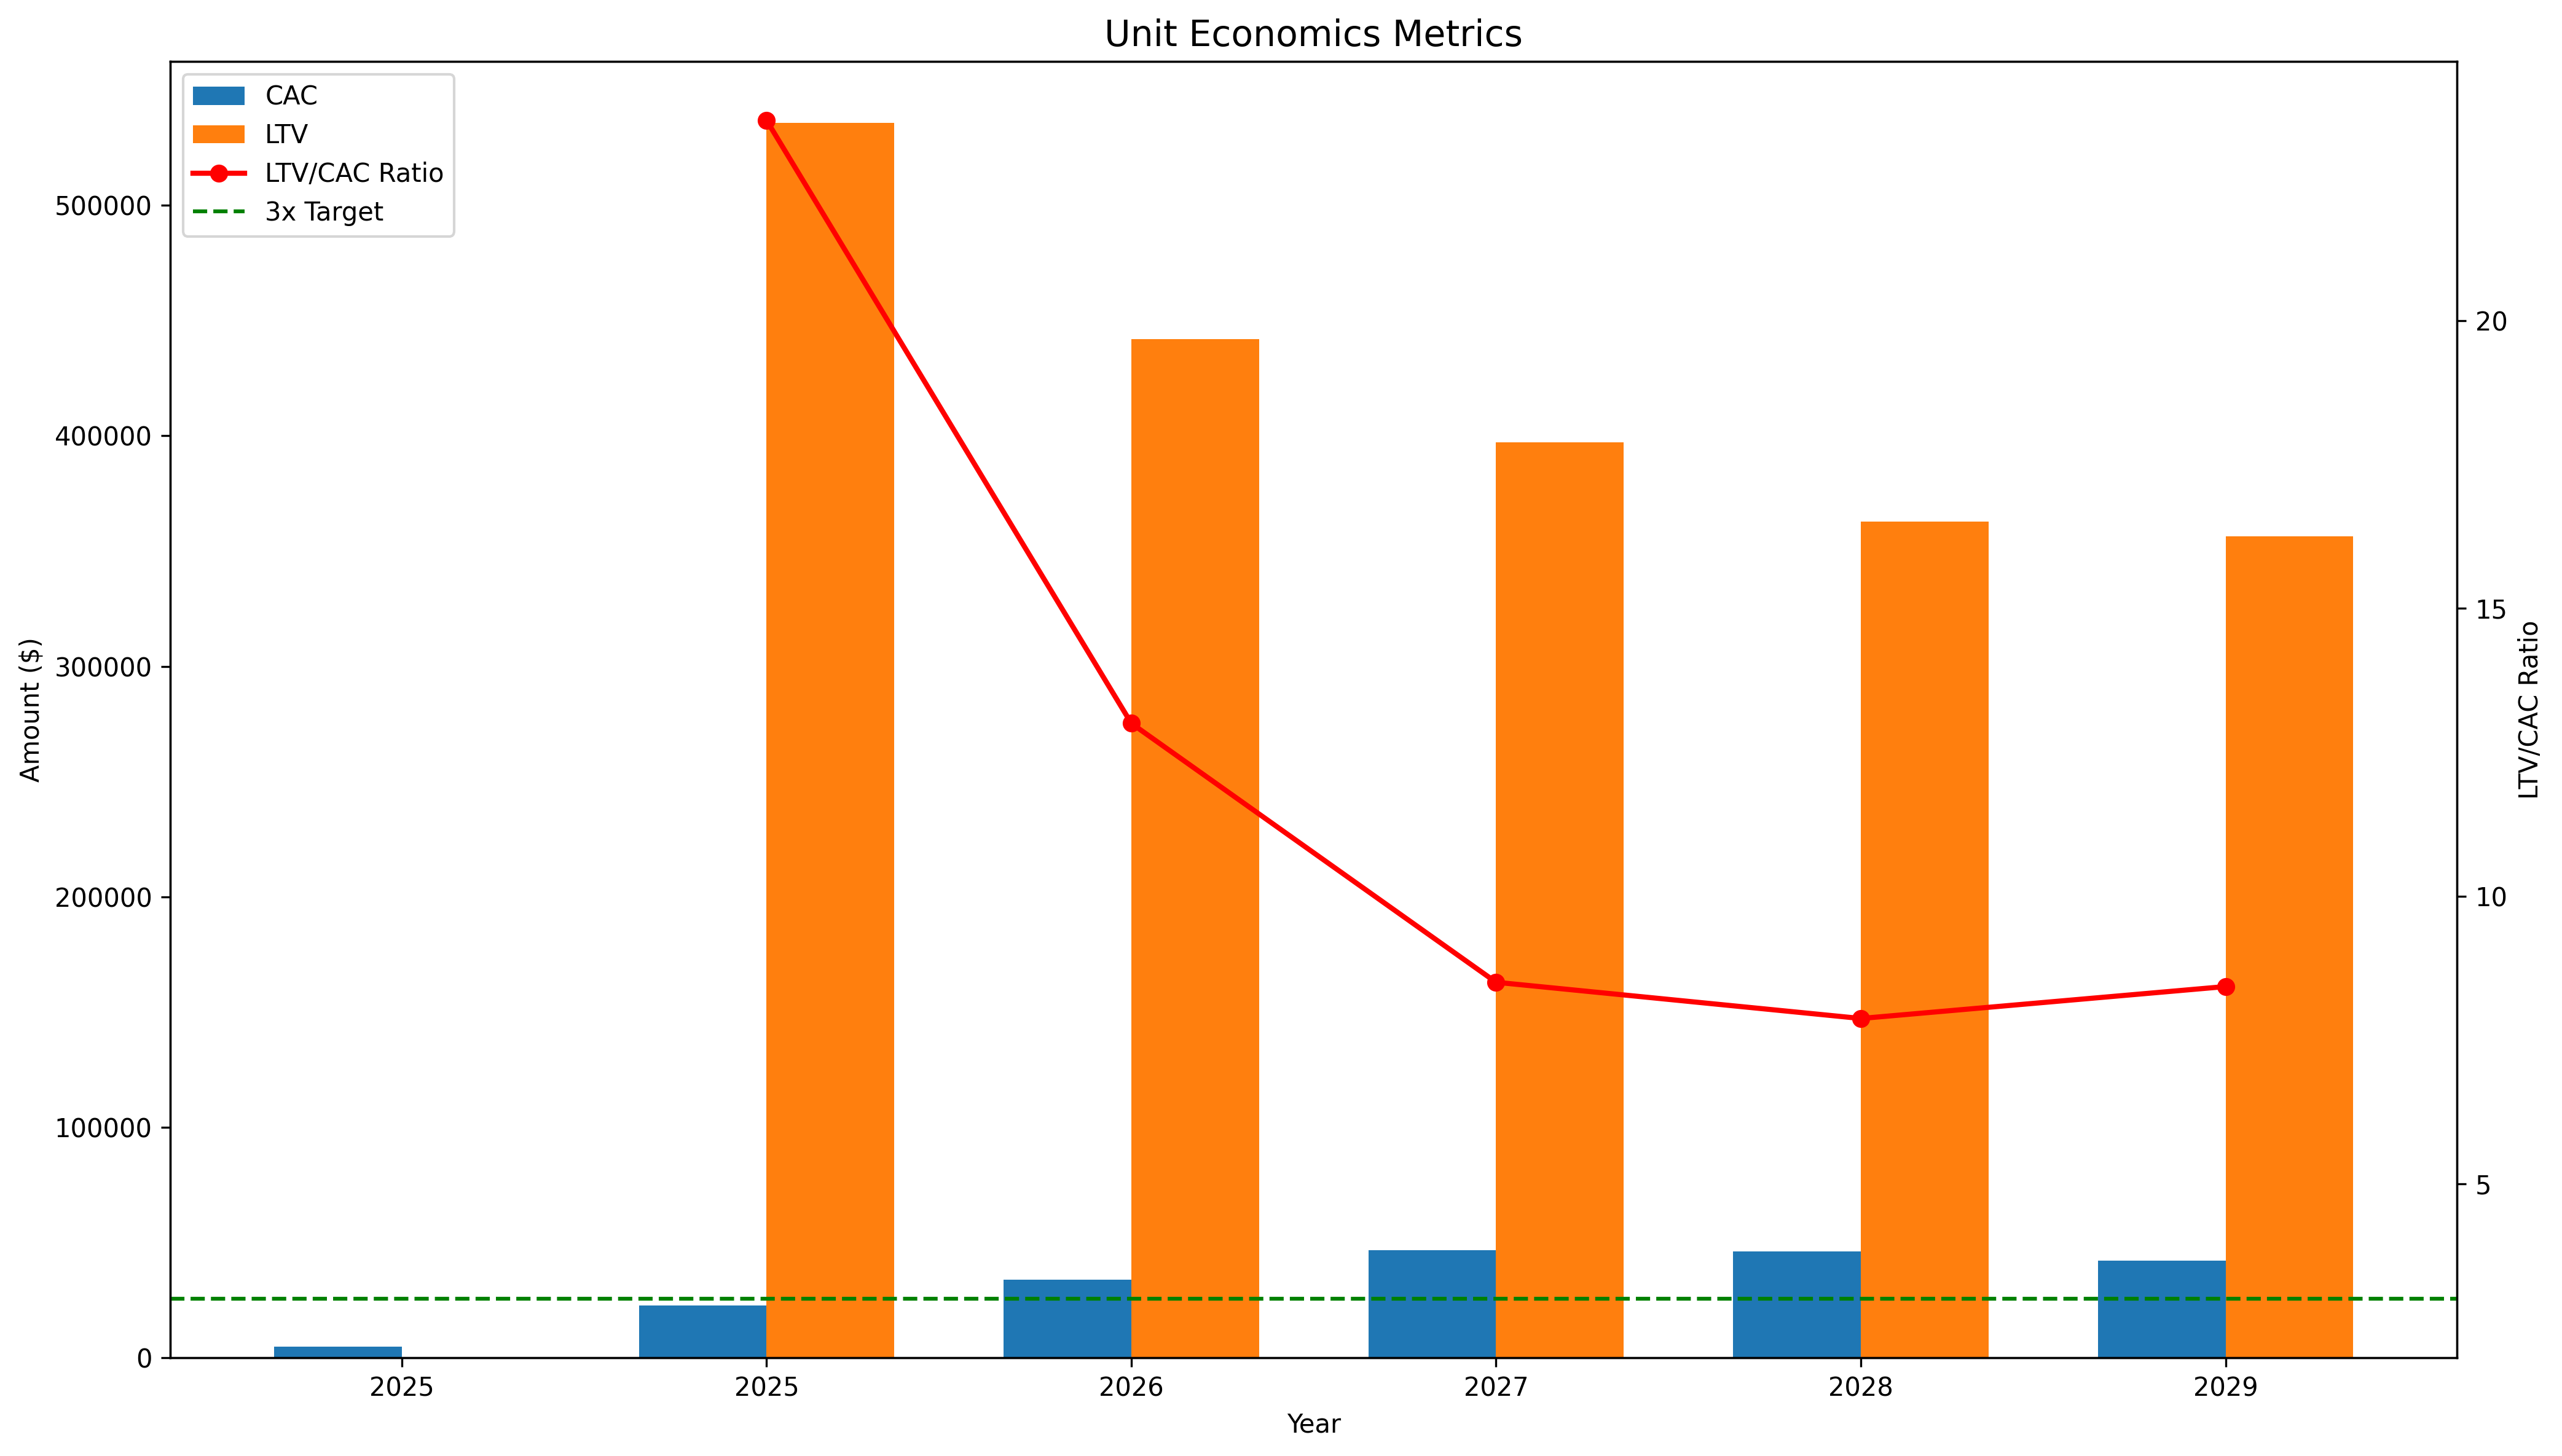 Unit Economics Metrics
CAC
LTV
LTV/CAC Ratio
3x Target
500000
400000
300000
200000
100000
0
Amount ($)
20
15
10
5
LTV/CAC Ratio
2025
2025
2026
2027
2028
2029
Year